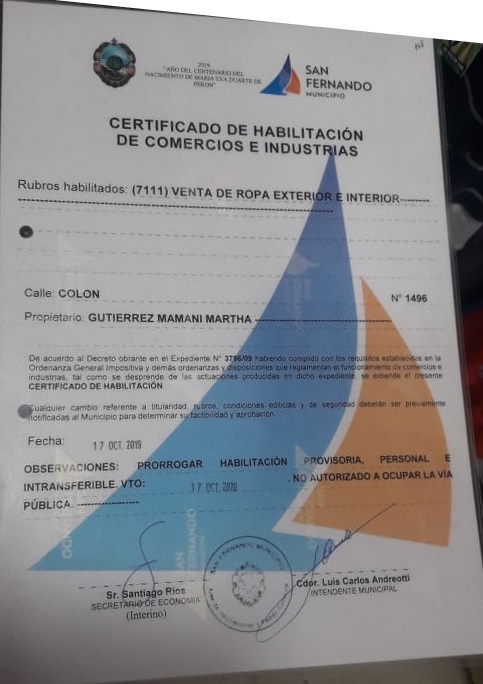 2019
"AÑO DEL CENTENARIO DEL
NACIMIENTO DE MARIA EVA DUARTE DE
PERON"
SAN
FERNANDO
MUNICIPIO
CERTIFICADO DE HABILITACIÓN
DE COMERCIOS E INDUSTRIAS
Rubros habilitados: (7111) VENTA DE ROPA EXTERIOR E INTERIOR--------
Calle: COLON
N° 1496
Propietario: GUTIERREZ MAMANI MARTHA
De acuerdo al Decreto obrante en el Expediente N° 3796/09 habiendo cumplido con los requisitos establecidos en la
Ordenanza General Impositiva y demás ordenanzas y disposiciones que reglamentan el funcionamiento de comercios e
industrias, tal como se desprende de las actuaciones producidas en dicho expediente, se extiende el presente
CERTIFICADO DE HABILITACIÓN
Cualquier cambio referente a titularidad, rubros, condiciones edilicias y de seguridad deberán ser previamente
notificadas al Municipio para determinar su factibilidad y aprobación
Fecha: 17 OCT. 2019
OBSERVACIONES: PRORROGAR HABILITACIÓN PROVISORIA, PERSONAL E
INTRANSFERIBLE. VTO: 17 OCT. 2020 . NO AUTORIZADO A OCUPAR LA VÍA
PÚBLICA. ----------------
SAN
FERNANDO
SAN FERNANDO MUNICIPIO
Sr. Santiago Ríos
SECRETARIO DE ECONOMIA
(Interino)
Cdor. Luis Carlos Andreotti
INTENDENTE MUNICIPAL